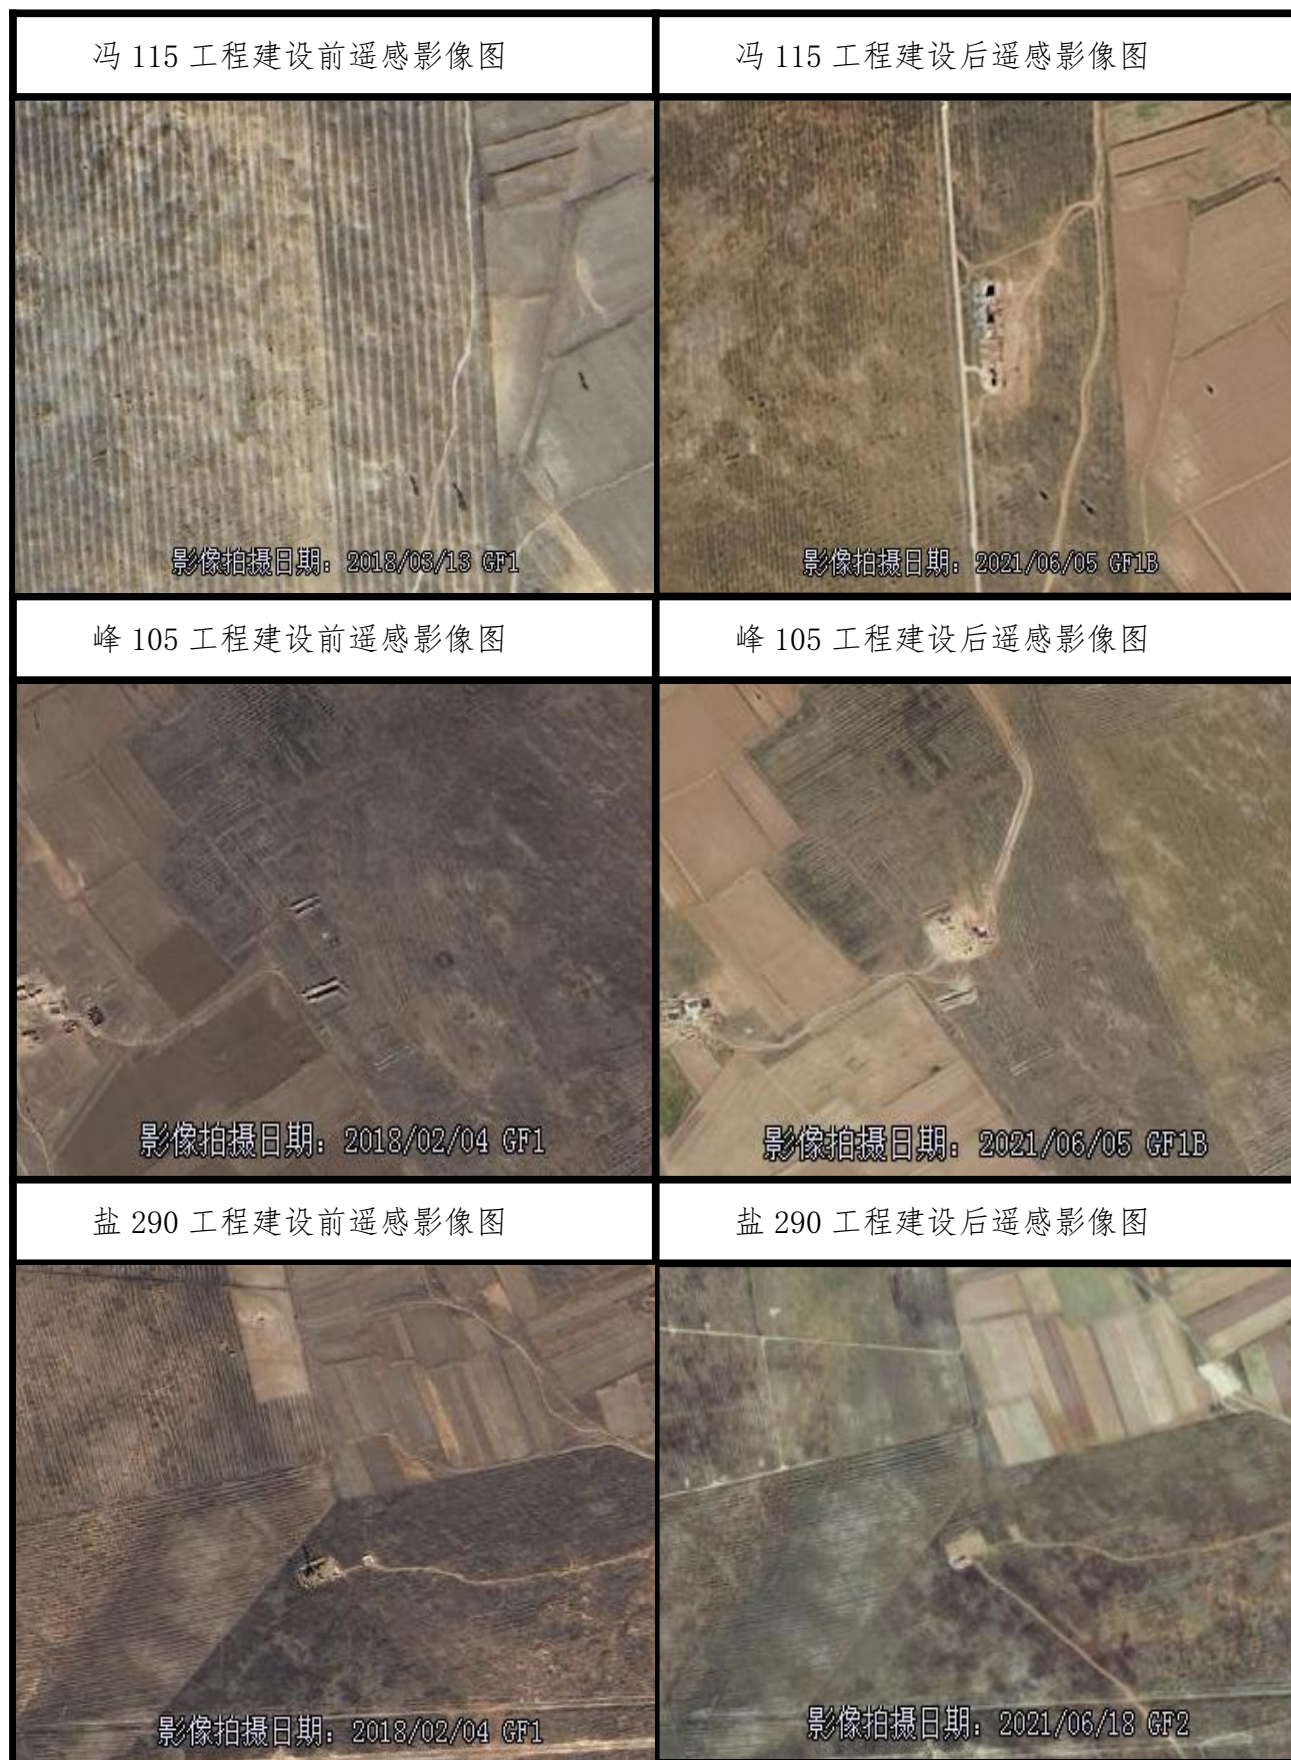 冯 115 工程建设前遥感影像图
冯 115 工程建设后遥感影像图
影像拍摄日期: 2018/03/13 GF1
影像拍摄日期: 2021/06/05 GF1B
峰 105 工程建设前遥感影像图
峰 105 工程建设后遥感影像图
影像拍摄日期: 2018/02/04 GF1
影像拍摄日期: 2021/06/05 GF1B
盐 290 工程建设前遥感影像图
盐 290 工程建设后遥感影像图
影像拍摄日期: 2018/02/04 GF1
影像拍摄日期: 2021/06/18 GF2